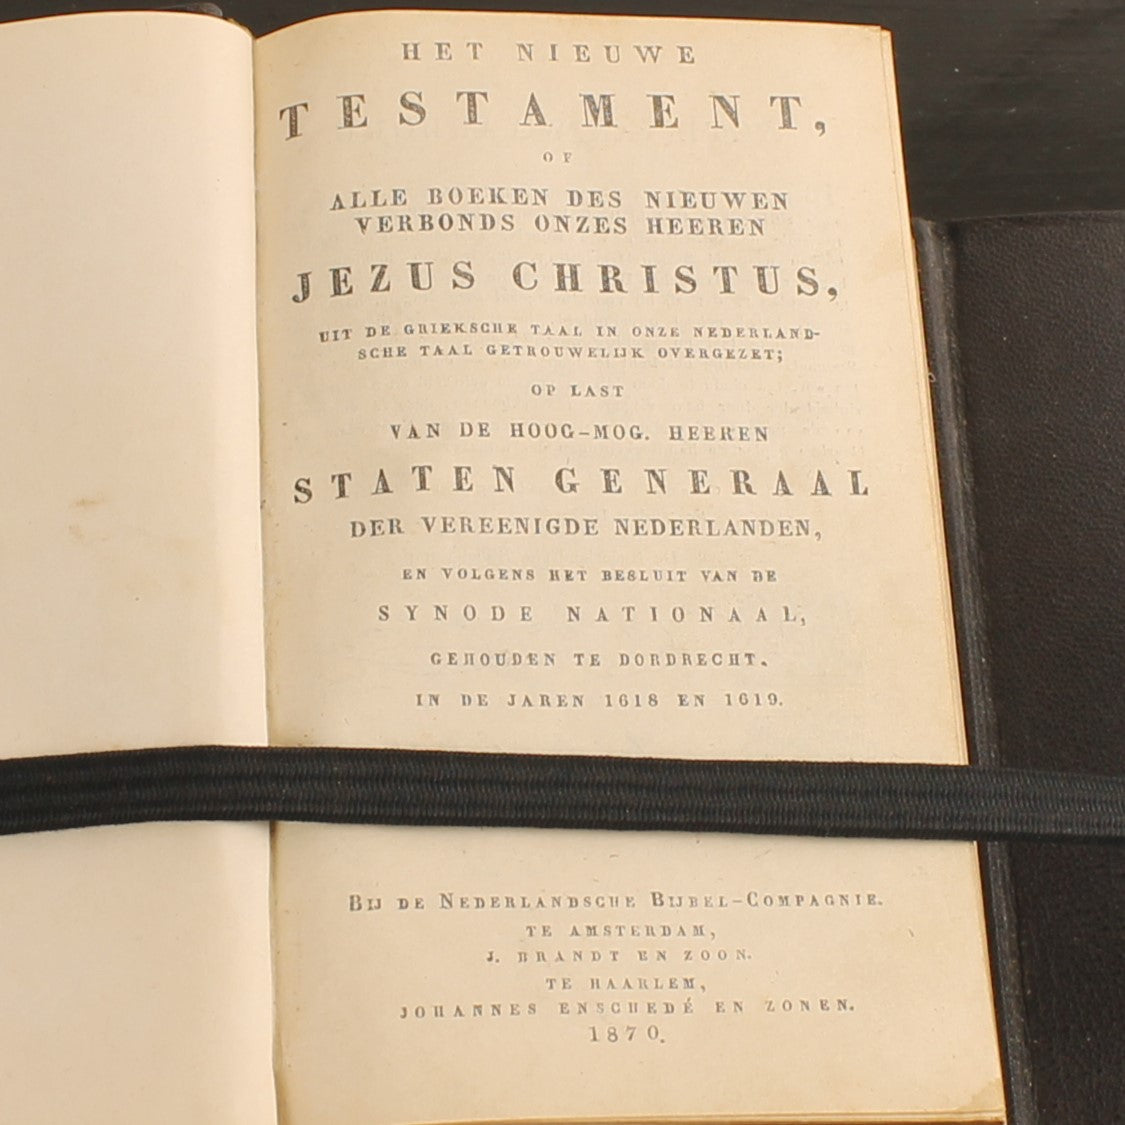 HET NIEUWE
TESTAMENT,
OF
ALLE BOEKEN DES NIEUWEN
VERBONDS ONZES HEEREN
JEZUS CHRISTUS,
UIT DE GRIEKSCHE TAAL IN ONZE NEDERLAND-
SCHE TAAL GETROUWELIJK OVERGEZET;
OP LAST
VAN DE HOOG-MOG. HEEREN
STATEN GENERAAL
DER VEREENIGDE NEDERLANDEN,
EN VOLGENS HET BESLUIT VAN DE
SYNODE NATIONAAL,
GEHOUDEN TE DORDRECHT.
IN DE JAREN 1618 EN 1619.
BIJ DE NEDERLANDSCHE BIJBEL-COMPAGNIE.
TE AMSTERDAM,
J. BRANDT EN ZOON.
TE HAARLEM,
JOHANNES ENSCHEDÉ EN ZONEN.
1870.